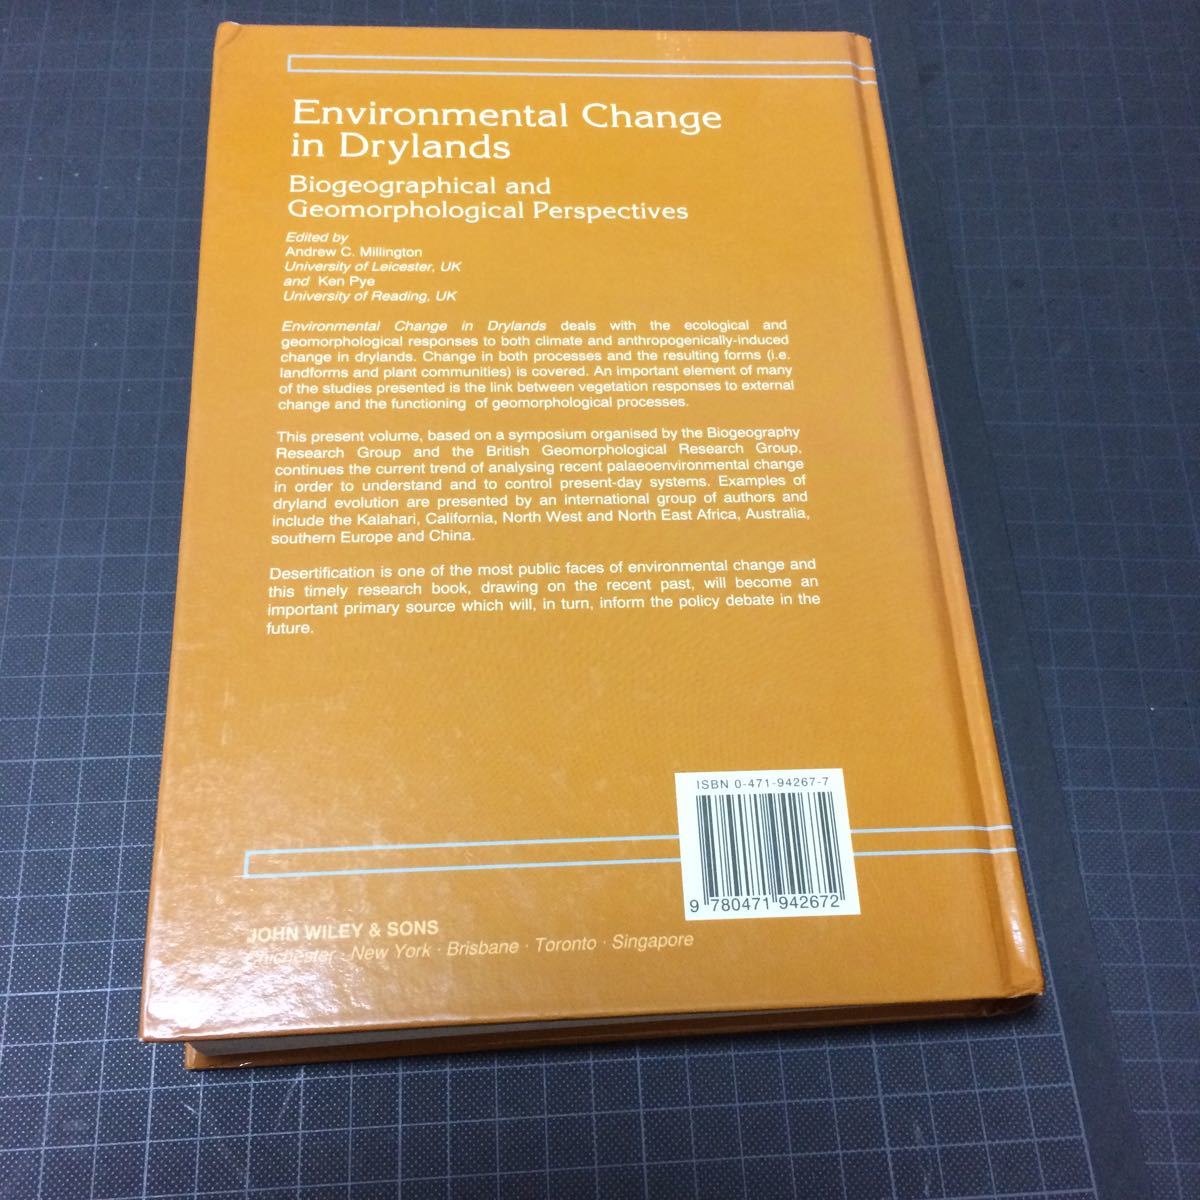 Environmental Change
in Drylands
Biogeographical and
Geomorphological Perspectives
Edited by
Andrew C. Millington
University of Leicester, UK
and Ken Pye
University of Reading, UK
Environmental Change in Drylands deals with the ecological and
geomorphological responses to both climate and anthropogenically-induced
change in drylands. Change in both processes and the resulting forms (i.e.
landforms and plant communities) is covered. An important element of many
of the studies presented is the link between vegetation responses to external
change and the functioning of geomorphological processes.
This present volume, based on a symposium organised by the Biogeography
Research Group and the British Geomorphological Research Group,
continues the current trend of analysing recent palaeoenvironmental change
in order to understand and to control present-day systems. Examples of
dryland evolution are presented by an international group of authors and
include the Kalahari, California, North West and North East Africa, Australia,
southern Europe and China.
Desertification is one of the most public faces of environmental change and
this timely research book, drawing on the recent past, will become an
important primary source which will, in turn, inform the policy debate in the
future.
ISBN 0-471-94267-7
9 780471 942672
JOHN WILEY & SONS
Chichester · New York · Brisbane · Toronto · Singapore